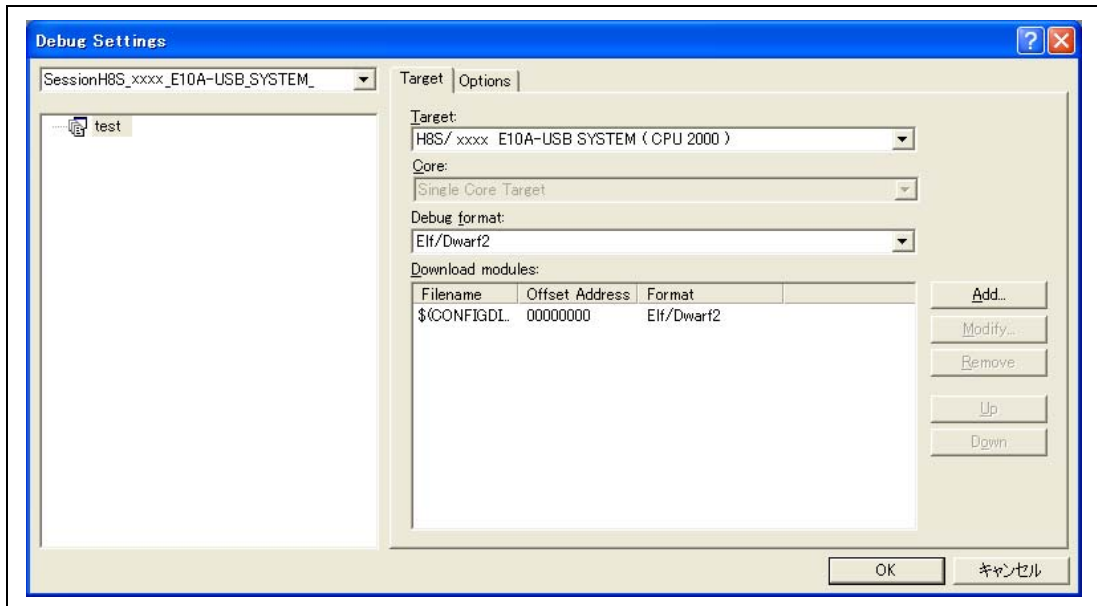 Debug Settings
SessionH8S_xxxx_E10A-USB_SYSTEM_
test
Target
Options
Target:
H8S/ xxxx E10A-USB SYSTEM ( CPU 2000 )
Core:
Single Core Target
Debug format:
Elf/Dwarf2
Download modules:
Filename Offset Address Format
$(CONFIGDI.. 00000000 Elf/Dwarf2
Add...
Modify...
Remove
Up
Down
OK
キャンセル